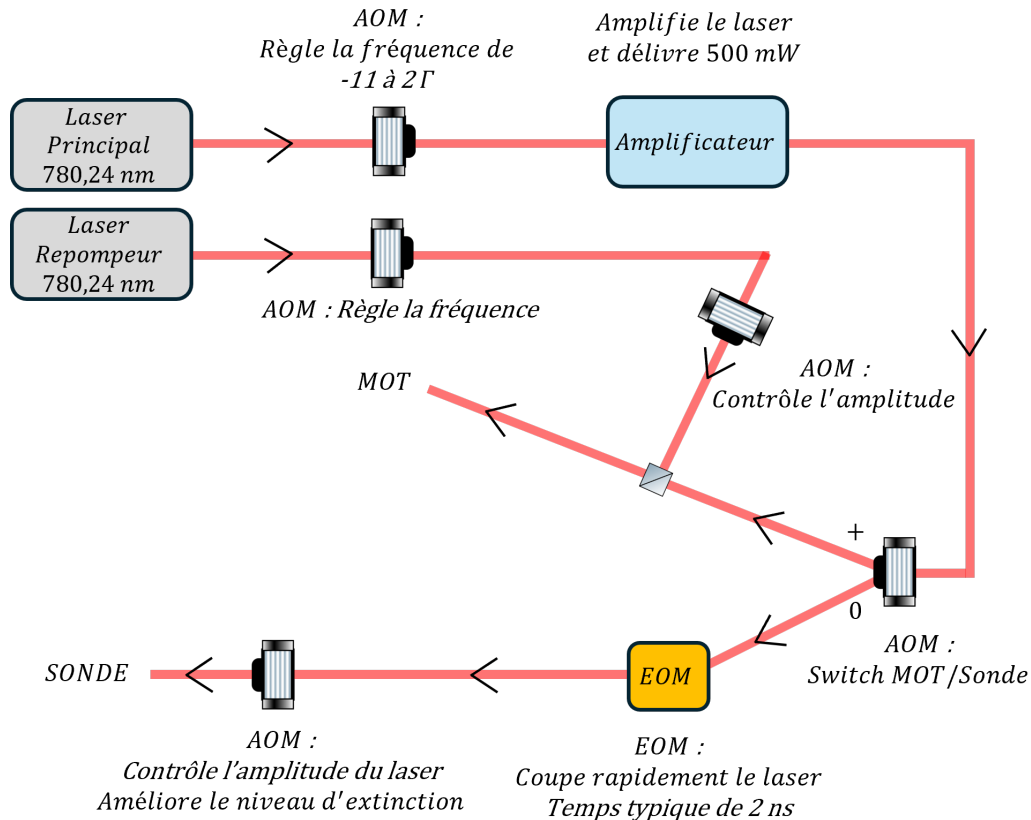 AOM :
Règle la fréquence de
-11 à 2 Γ
Amplifie le laser
et délivre 500 mW
Laser
Principal
780,24 nm
Amplificateur
Laser
Repompeur
780,24 nm
AOM : Règle la fréquence
MOT
AOM :
Contrôle l'amplitude
+
0
AOM :
Switch MOT/Sonde
SONDE
EOM
AOM :
Contrôle l'amplitude du laser
Améliore le niveau d'extinction
EOM :
Coupe rapidement le laser
Temps typique de 2 ns